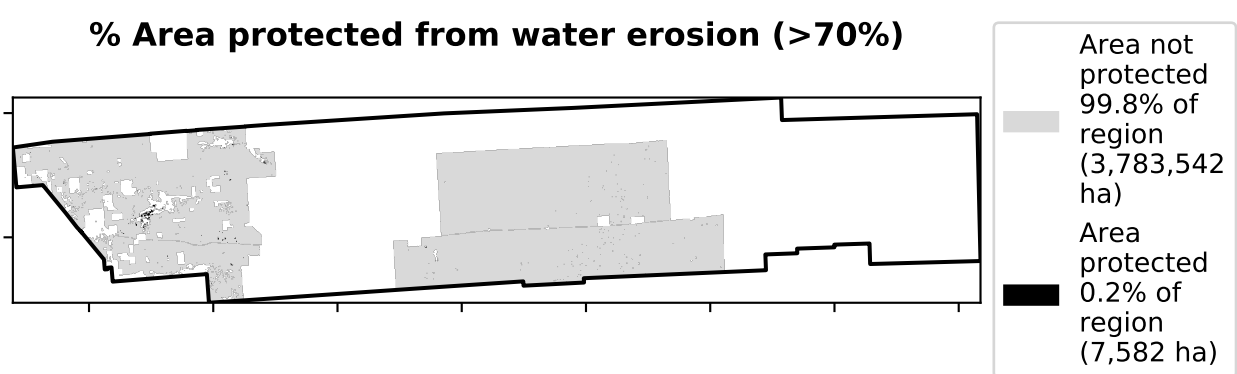 % Area protected from water erosion (>70%)
Area not
protected
99.8% of
region
(3,783,542
ha)
Area
protected
0.2% of
region
(7,582 ha)